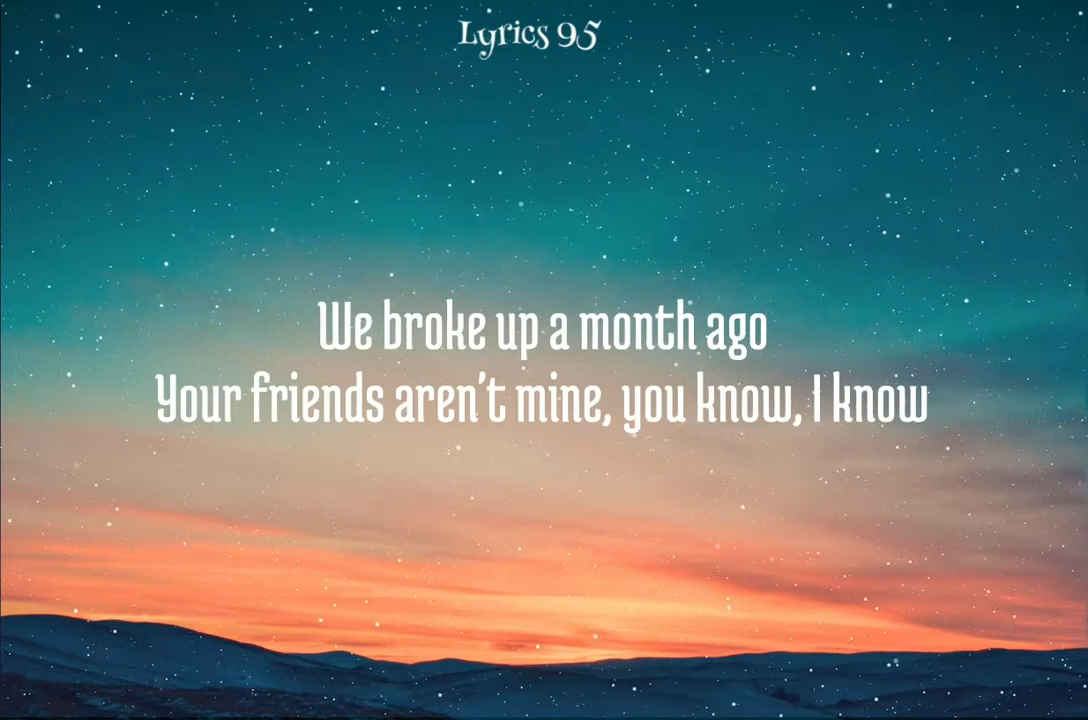 Lyrics 95
We broke up a month ago
Your friends aren't mine, you know, I know